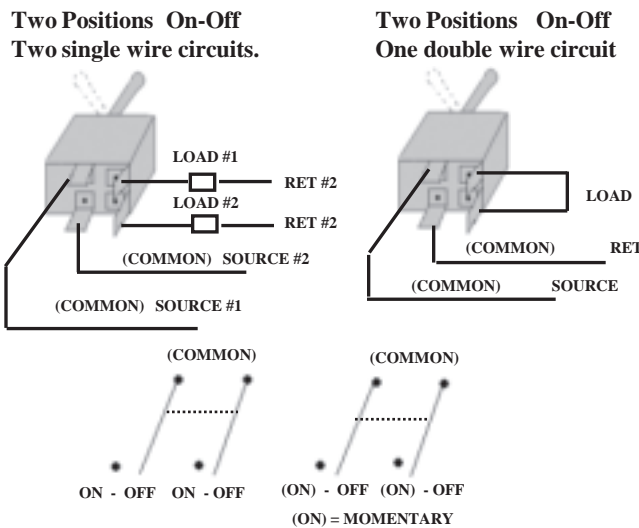 Two Positions On-Off
Two single wire circuits.
LOAD #1
RET #2
LOAD #2
RET #2
(COMMON) SOURCE #2
(COMMON) SOURCE #1
Two Positions On-Off
One double wire circuit
LOAD
(COMMON) RET
(COMMON) SOURCE
(COMMON)
ON - OFF ON - OFF
(COMMON)
(ON) - OFF (ON) - OFF
(ON) = MOMENTARY